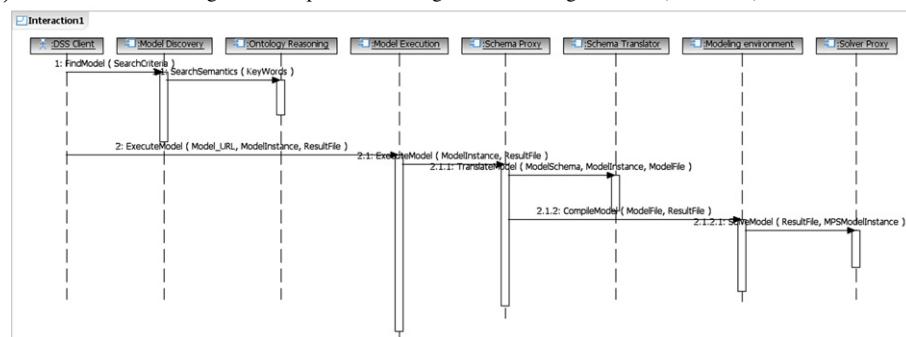 Interaction1
:DSS Client
:Model Discovery
:Ontology Reasoning
:Model Execution
:Schema Proxy
:Schema Translator
:Modeling environment
:Solver Proxy
1: FindModel ( SearchCriteria )
1: SearchSemantics ( KeyWords )
2: ExecuteModel ( Model_URL, ModelInstance, ResultFile )
2.1: ExecuteModel ( ModelInstance, ResultFile )
2.1.1: TranslateModel ( ModelSchema, ModelInstance, ModelFile )
2.1.2: CompileModel ( ModelFile, ResultFile )
2.1.2.1: SolveModel ( ResultFile, MPSModelInstance )